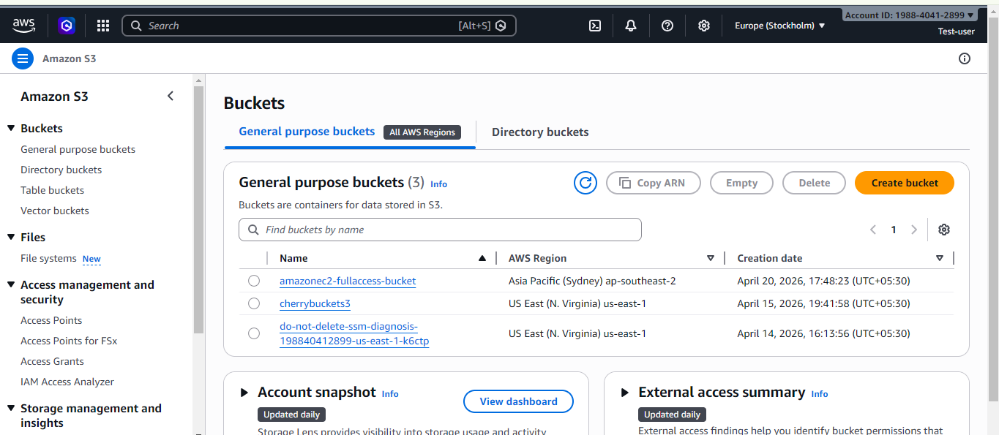 aws
Search [Alt+S]
Europe (Stockholm)
Account ID: 1988-4041-2899
Test-user
Amazon S3
Amazon S3
Buckets
General purpose buckets
Directory buckets
Table buckets
Vector buckets
Files
File systems New
Access management and
security
Access Points
Access Points for FSx
Access Grants
IAM Access Analyzer
Storage management and
insights
Buckets
General purpose buckets All AWS Regions
Directory buckets
General purpose buckets (3) Info
Copy ARN
Empty
Delete
Create bucket
Buckets are containers for data stored in S3.
Find buckets by name
1
Name AWS Region Creation date
amazonec2-fullaccess-bucket Asia Pacific (Sydney) ap-southeast-2 April 20, 2026, 17:48:23 (UTC+05:30)
cherrybuckets3 US East (N. Virginia) us-east-1 April 15, 2026, 19:41:58 (UTC+05:30)
do-not-delete-ssm-diagnosis-
198840412899-us-east-1-k6ctp US East (N. Virginia) us-east-1 April 14, 2026, 16:13:56 (UTC+05:30)
Account snapshot Info
View dashboard
Updated daily
Storage Lens provides visibility into storage usage and activity
External access summary Info
Updated daily
External access findings help you identify bucket permissions that